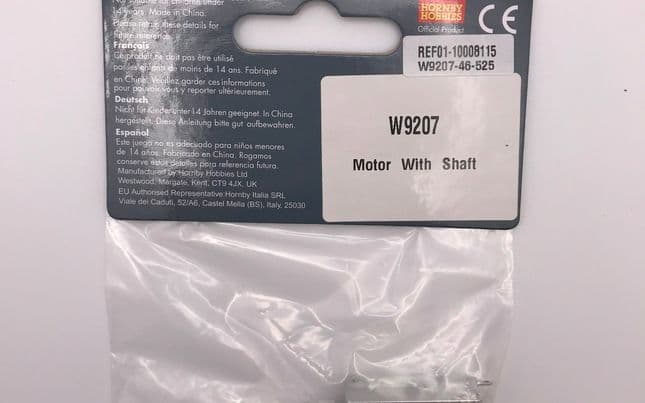 Not suitable for children under
14 years. Made in China.
Please retain these details for
future reference.
Français
Ce produit ne doit pas être utilisé
par les enfants de moins de 14 ans. Fabriqué
en Chine. Veuillez garder ces informations
pour pouvoir vous y reporter ultérieurement.
Deutsch
Nicht für Kinder unter 14 Jahren geeignet. In China
hergestellt. Diese Anleitung bitte gut aufbewahren.
Español
Este juego no es adecuado para niños menores
de 14 años. Fabricado en China. Rogamos
conserve estos detalles para referencia futura.
Manufactured by Hornby Hobbies Ltd
Westwood, Margate, Kent, CT9 4JX, UK
EU Authorised Representative:Hornby Italia SRL
Viale dei Caduti, 52/A6, Castel Mella (BS), Italy, 25030
HORNBY
HOBBIES
Official Product
CE
REF01-10008115
W9207-46-525
W9207
Motor With Shaft